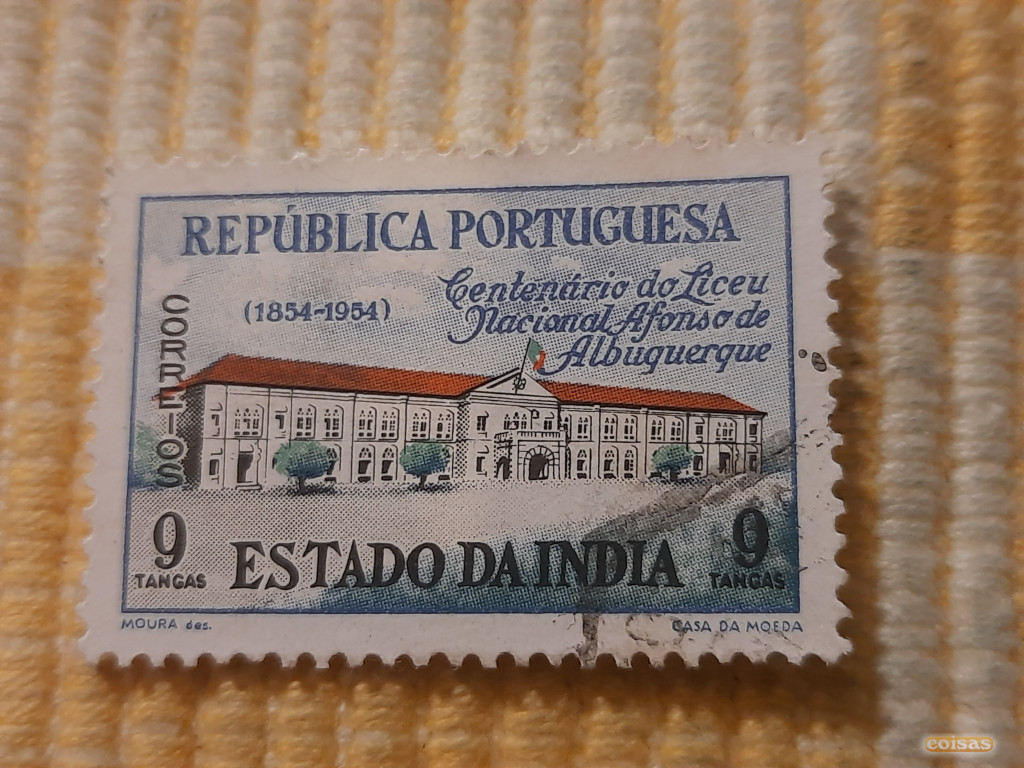 REPÚBLICA PORTUGUESA
(1854-1954)
Centenário do Liceu
Nacional Afonso de
Albuquerque
CORREIOS
9
TANGAS
ESTADO DA INDIA
9
TANGAS
MOURA des.
CASA DA MOEDA
coisas